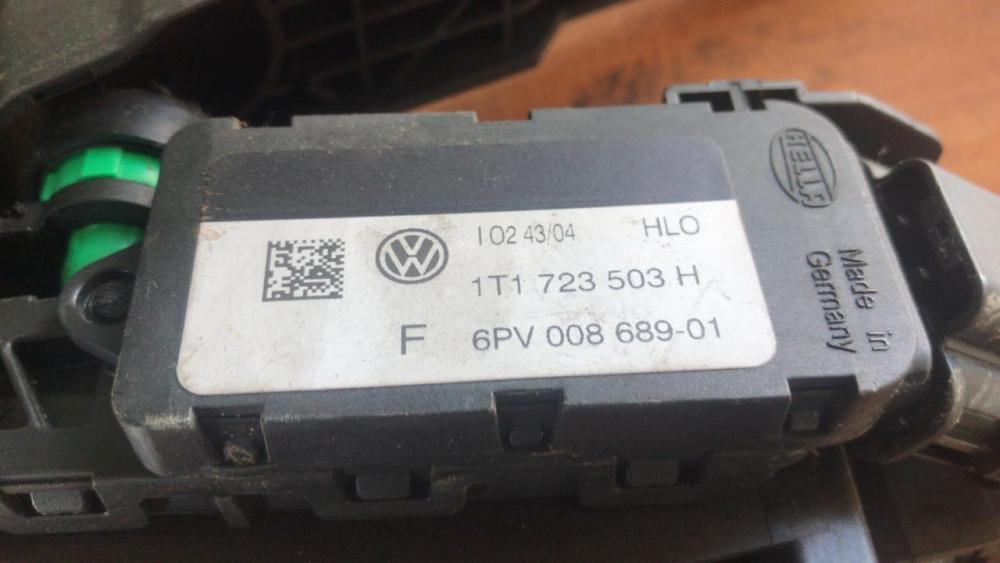 I 02 43/04 HLO
1T1 723 503 H
F 6PV 008 689-01
HELLA
Made in
Germany